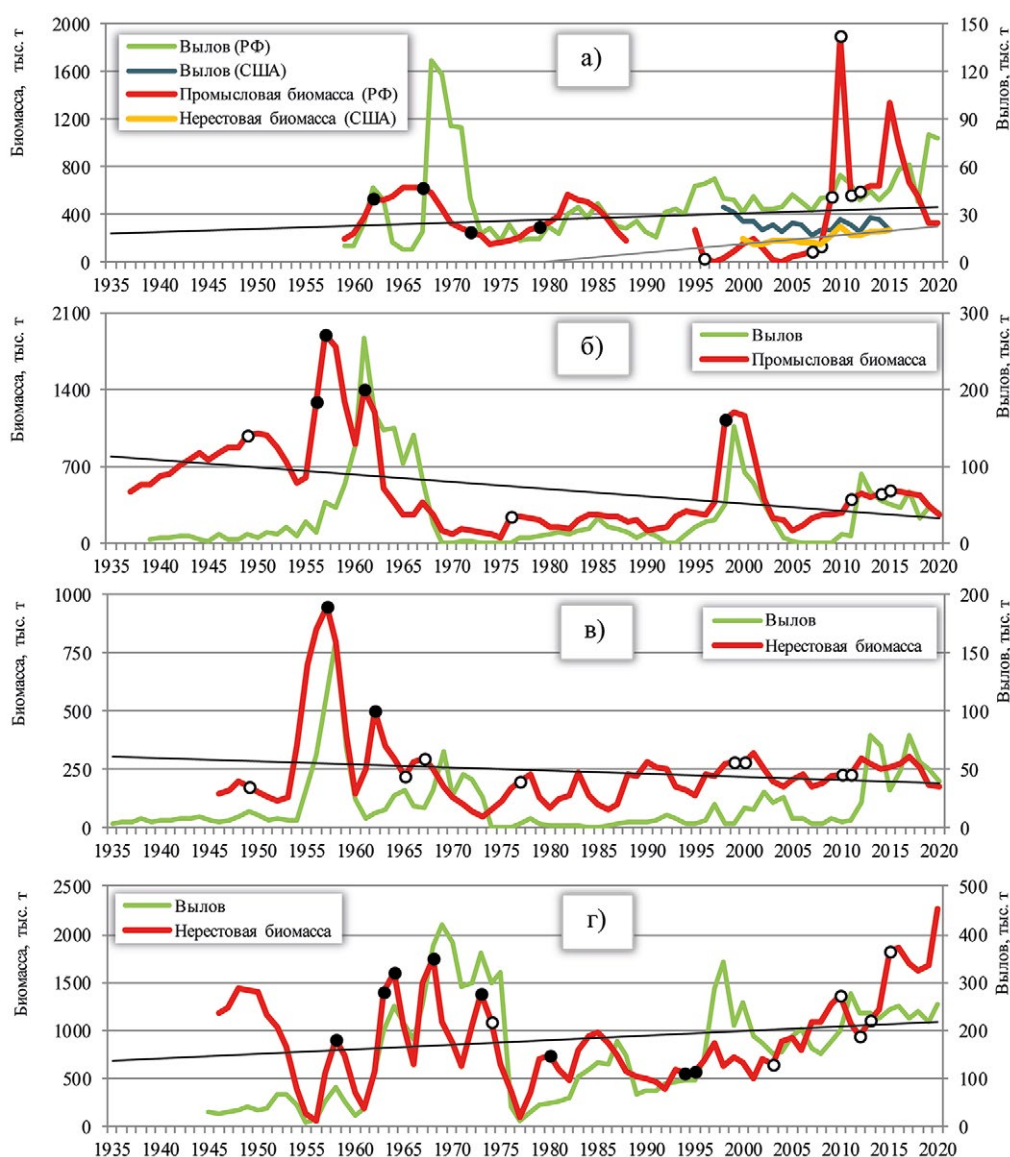 2000
1600
1200
800
400
0
Биомасса, тыс. т
Вылов (РФ)
Вылов (США)
Промысловая биомасса (РФ)
Нерестовая биомасса (США)
а)
150
120
90
60
30
0
Вылов, тыс. т
1935 1940 1945 1950 1955 1960 1965 1970 1975 1980 1985 1990 1995 2000 2005 2010 2015 2020
2100
1400
700
0
Биомасса, тыс. т
б)
Вылов
Промысловая биомасса
300
200
100
0
Вылов, тыс. т
1935 1940 1945 1950 1955 1960 1965 1970 1975 1980 1985 1990 1995 2000 2005 2010 2015 2020
1000
750
500
250
0
Биомасса, тыс. т
в)
Вылов
Нерестовая биомасса
200
150
100
50
0
Вылов, тыс. т
1935 1940 1945 1950 1955 1960 1965 1970 1975 1980 1985 1990 1995 2000 2005 2010 2015 2020
2500
2000
1500
1000
500
0
Биомасса, тыс. т
Вылов
Нерестовая биомасса
г)
500
400
300
200
100
0
Вылов, тыс. т
1935 1940 1945 1950 1955 1960 1965 1970 1975 1980 1985 1990 1995 2000 2005 2010 2015 2020